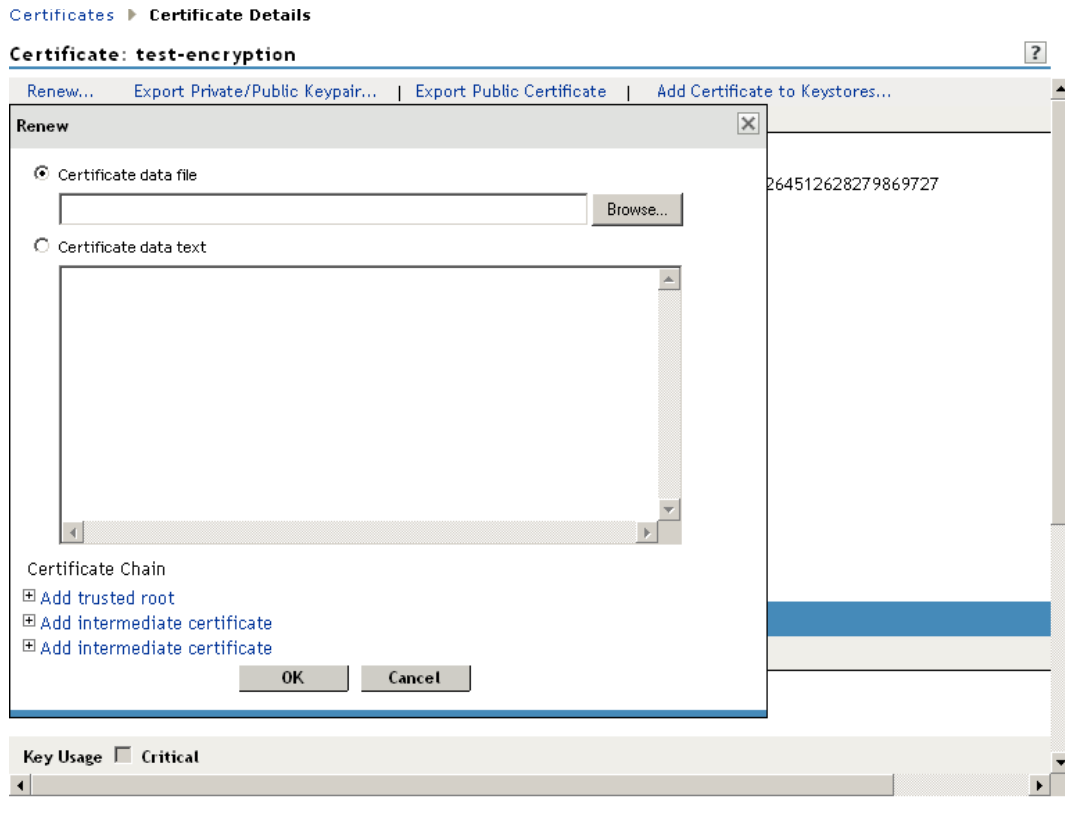 Certificates Certificate Details
Certificate: test-encryption ?
Renew... Export Private/Public Keypair... | Export Public Certificate | Add Certificate to Keystores...
Renew
Certificate data file
264512628279869727
Browse...
Certificate data text
Certificate Chain
Add trusted root
Add intermediate certificate
Add intermediate certificate
OK Cancel
Key Usage Critical